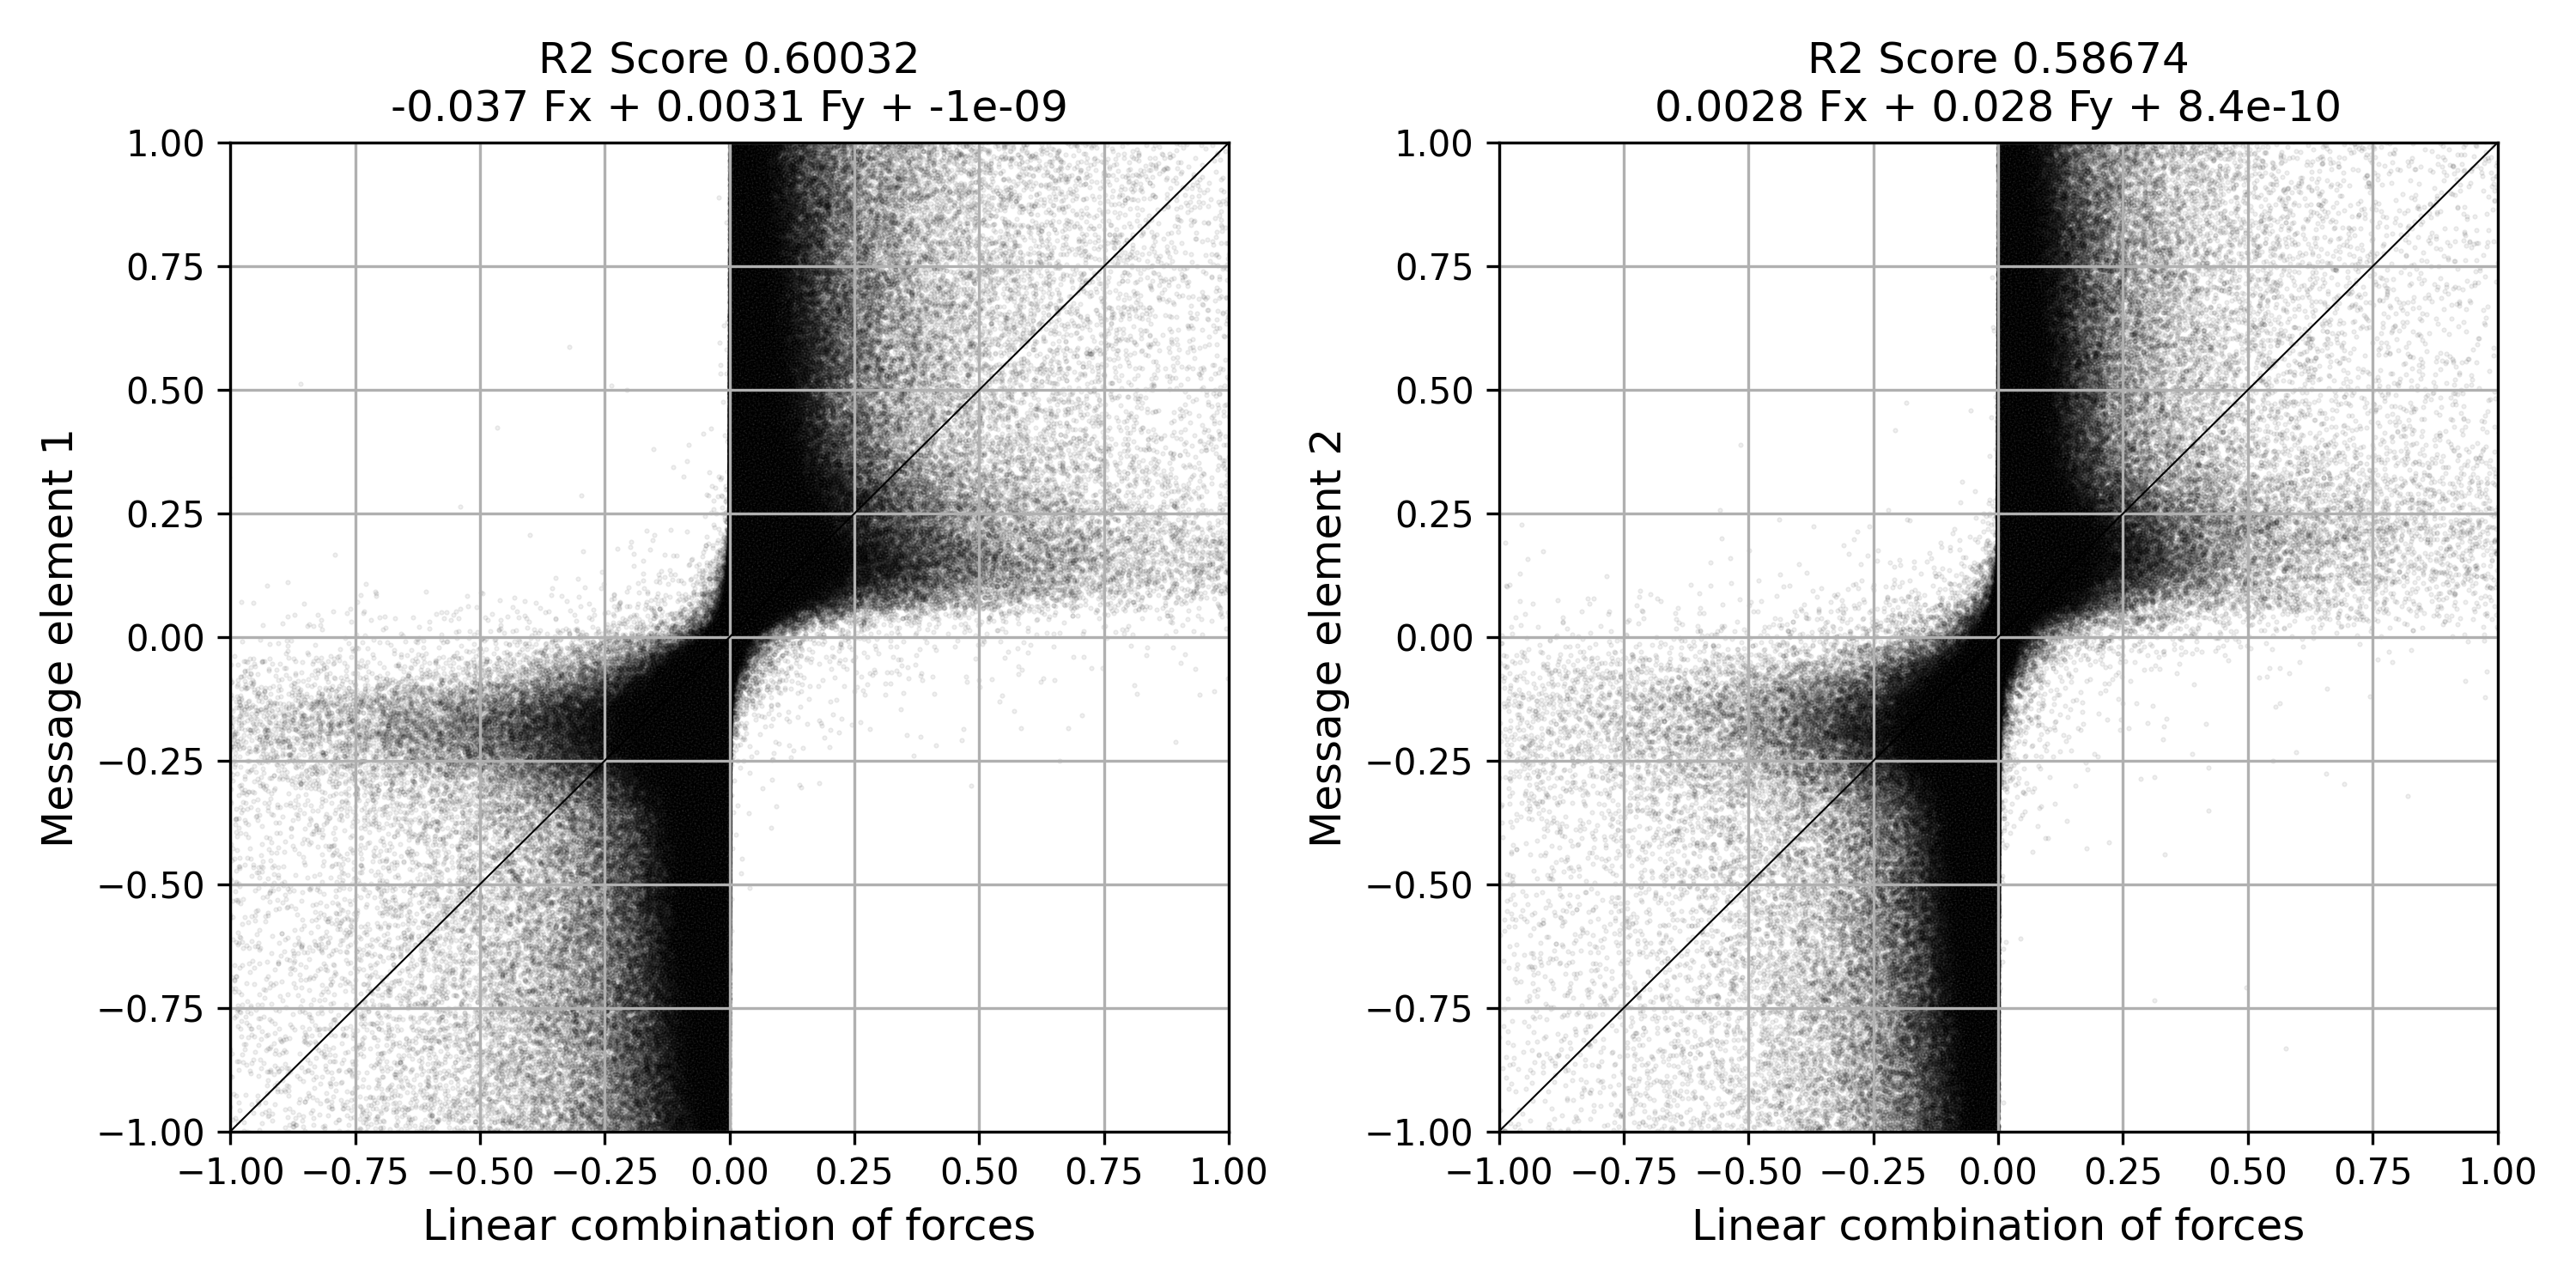 R2 Score 0.60032
-0.037 Fx + 0.0031 Fy + -1e-09
1.00
0.75
0.50
0.25
0.00
−0.25
−0.50
−0.75
−1.00
Message element 1
−1.00 −0.75 −0.50 −0.25 0.00 0.25 0.50 0.75 1.00
Linear combination of forces
R2 Score 0.58674
0.0028 Fx + 0.028 Fy + 8.4e-10
1.00
0.75
0.50
0.25
0.00
−0.25
−0.50
−0.75
−1.00
Message element 2
−1.00 −0.75 −0.50 −0.25 0.00 0.25 0.50 0.75 1.00
Linear combination of forces